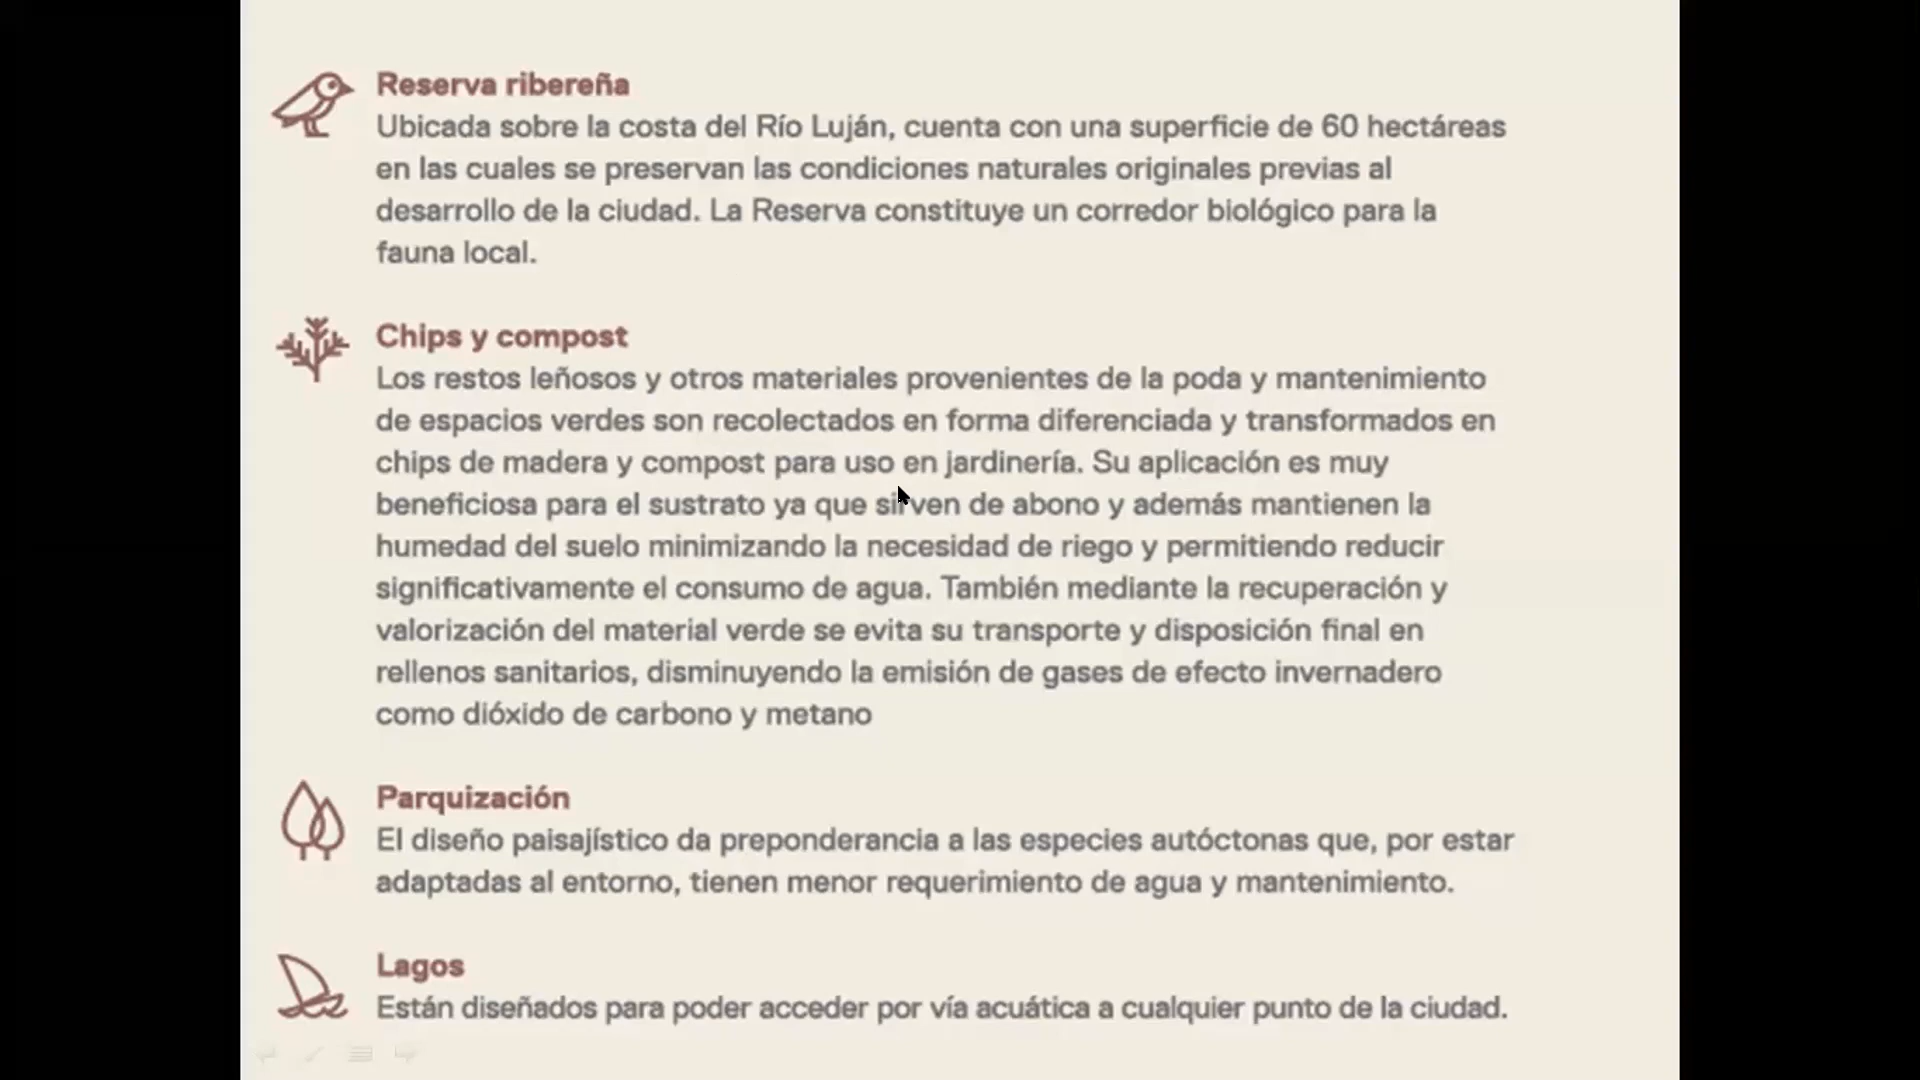 Reserva ribereña
Ubicada sobre la costa del Río Luján, cuenta con una superficie de 60 hectáreas
en las cuales se preservan las condiciones naturales originales previas al
desarrollo de la ciudad. La Reserva constituye un corredor biológico para la
fauna local.
Chips y compost
Los restos leñosos y otros materiales provenientes de la poda y mantenimiento
de espacios verdes son recolectados en forma diferenciada y transformados en
chips de madera y compost para uso en jardinería. Su aplicación es muy
beneficiosa para el sustrato ya que sirven de abono y además mantienen la
humedad del suelo minimizando la necesidad de riego y permitiendo reducir
significativamente el consumo de agua. También mediante la recuperación y
valorización del material verde se evita su transporte y disposición final en
rellenos sanitarios, disminuyendo la emisión de gases de efecto invernadero
como dióxido de carbono y metano
Parquización
El diseño paisajístico da preponderancia a las especies autóctonas que, por estar
adaptadas al entorno, tienen menor requerimiento de agua y mantenimiento.
Lagos
Están diseñados para poder acceder por vía acuática a cualquier punto de la ciudad.